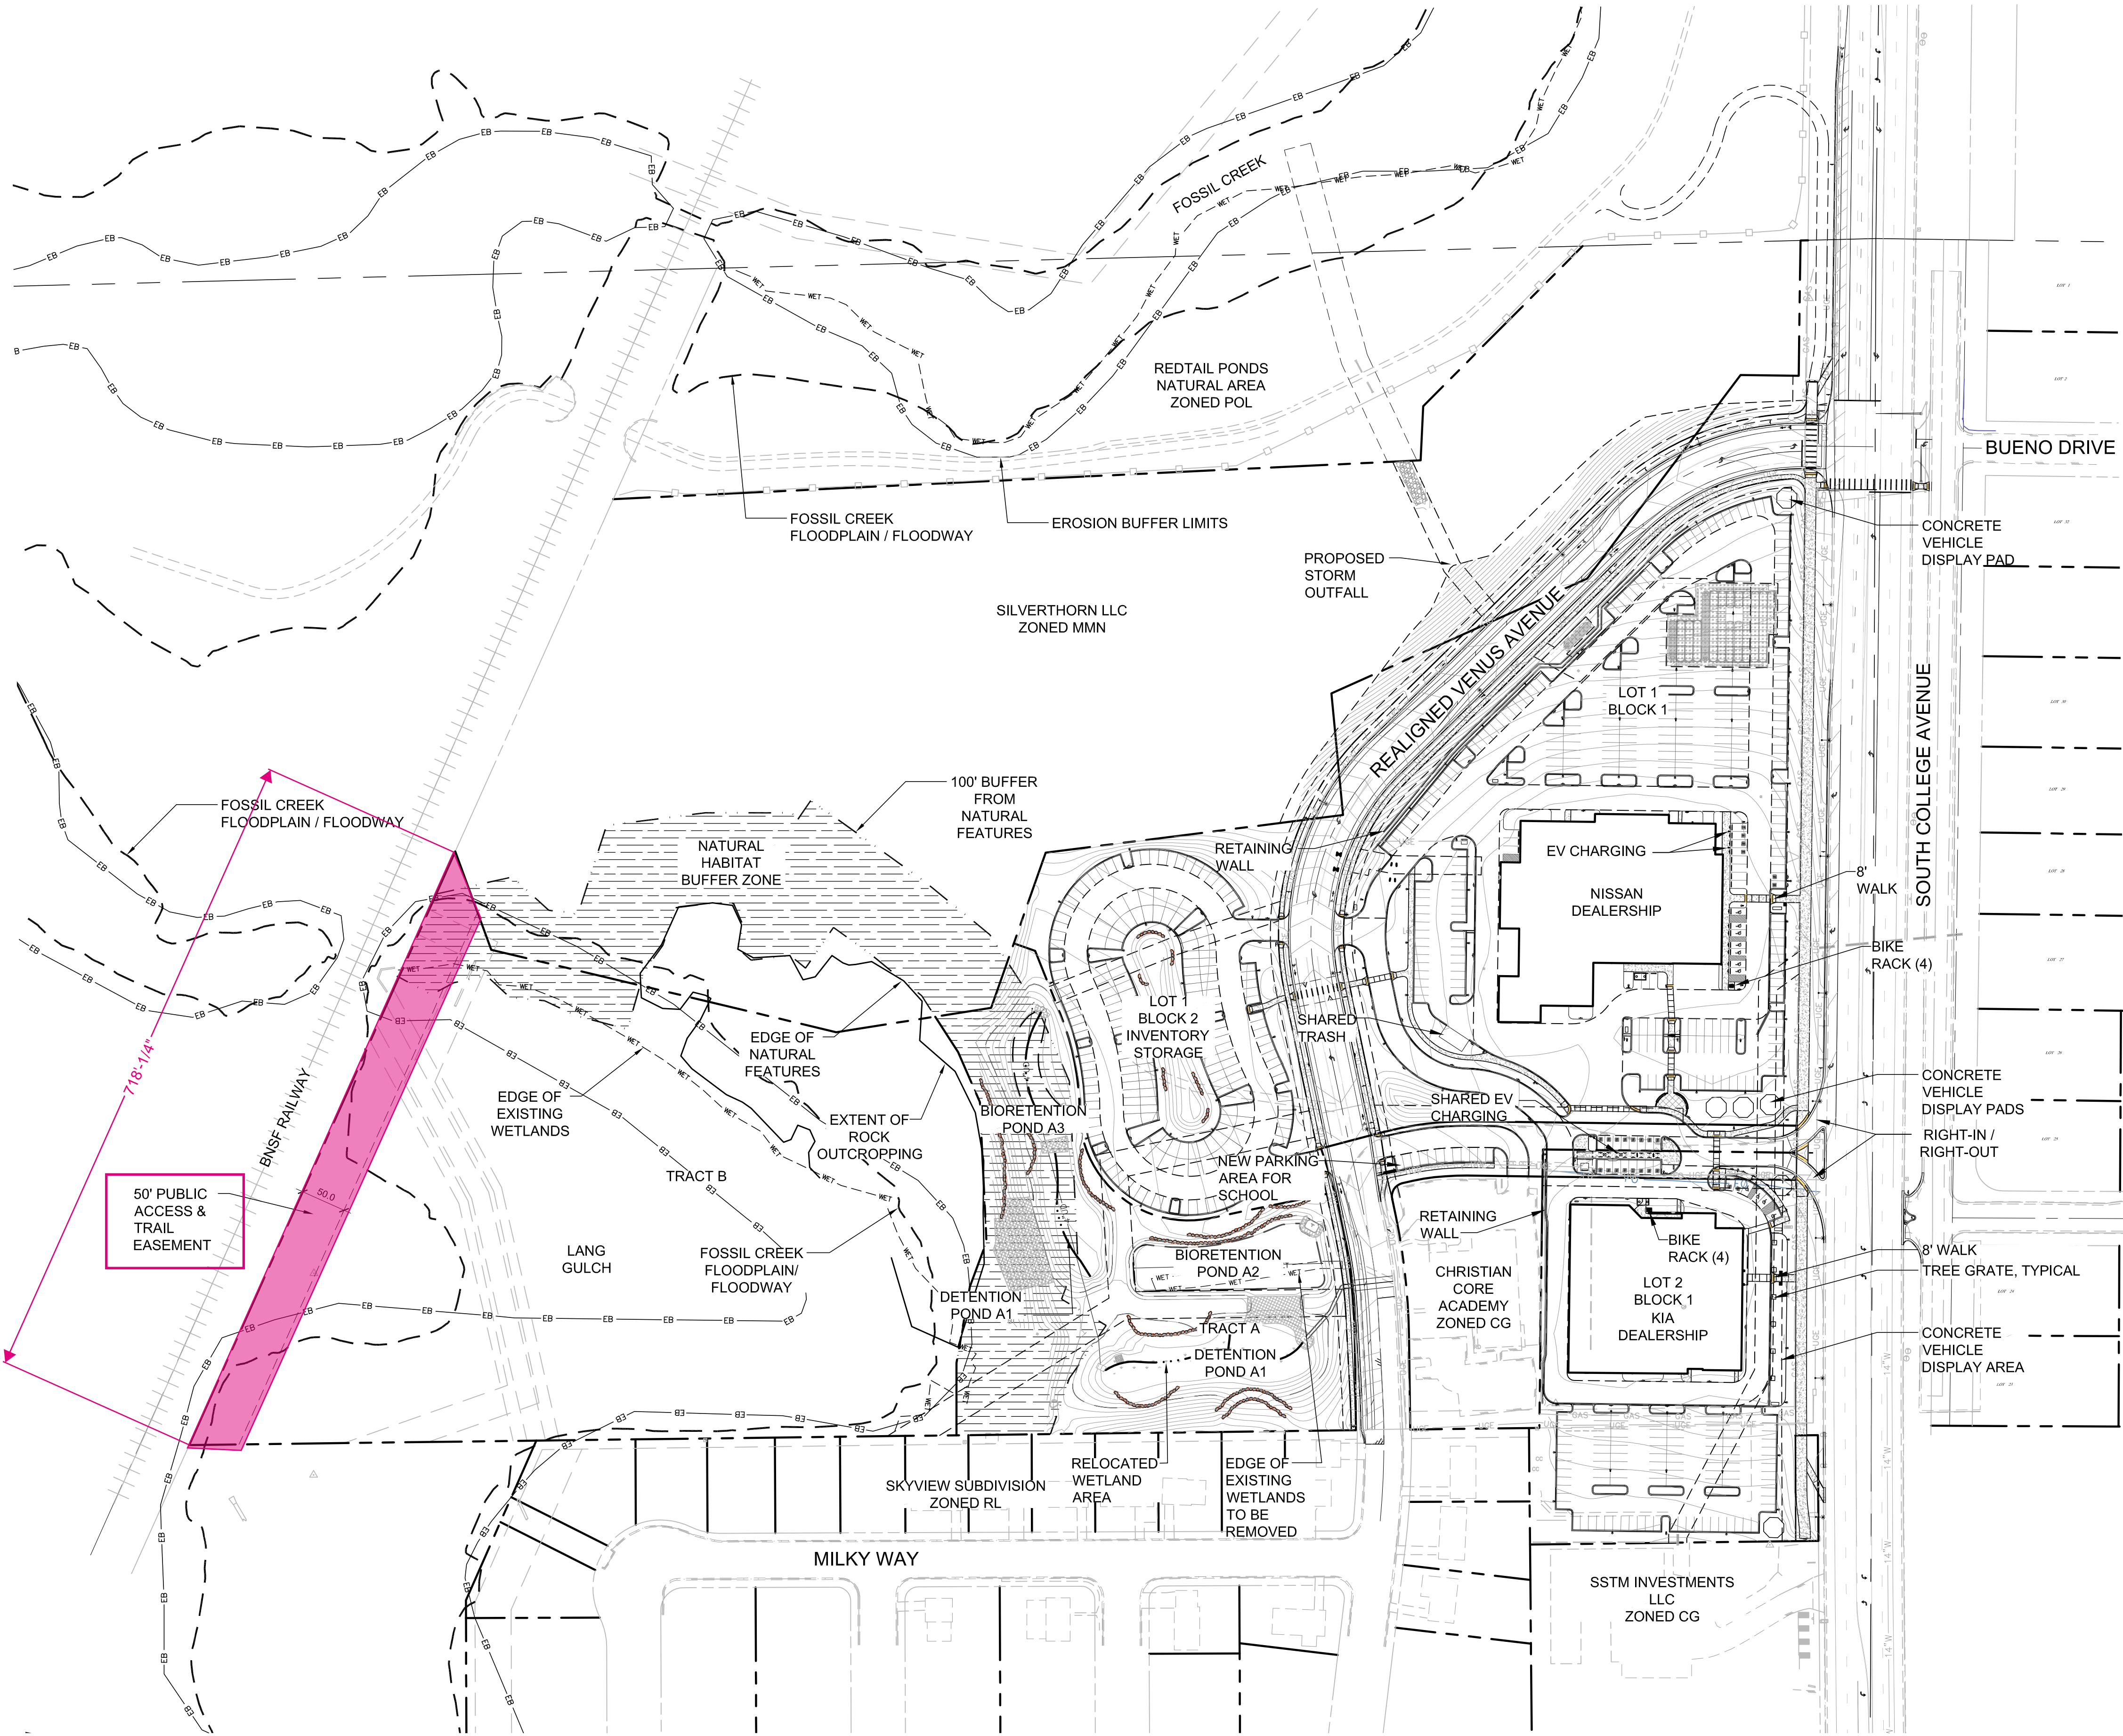 FOSSIL CREEK
REDTAIL PONDS
NATURAL AREA
ZONED POL
BUENO DRIVE
FOSSIL CREEK
FLOODPLAIN / FLOODWAY
EROSION BUFFER LIMITS
CONCRETE
VEHICLE
DISPLAY PAD
PROPOSED
STORM
OUTFALL
SILVERTHORN LLC
ZONED MMN
REALIGNED VENUS AVENUE
LOT 1
BLOCK 1
SOUTH COLLEGE AVENUE
FOSSIL CREEK
FLOODPLAIN / FLOODWAY
100' BUFFER
FROM
NATURAL
FEATURES
NATURAL
HABITAT
BUFFER ZONE
RETAINING
WALL
EV CHARGING
NISSAN
DEALERSHIP
8'
WALK
BIKE
RACK (4)
718'-1/4"
BNSF RAILWAY
50' PUBLIC
ACCESS &
TRAIL
EASEMENT
50.0
EDGE OF
EXISTING
WETLANDS
EDGE OF
NATURAL
FEATURES
EXTENT OF
ROCK
OUTCROPPING
TRACT B
LANG
GULCH
FOSSIL CREEK
FLOODPLAIN/
FLOODWAY
BIORETENTION
POND A3
LOT 1
BLOCK 2
INVENTORY
STORAGE
SHARED
TRASH
SHARED EV
CHARGING
CONCRETE
VEHICLE
DISPLAY PADS
RIGHT-IN /
RIGHT-OUT
NEW PARKING
AREA FOR
SCHOOL
RETAINING
WALL
BIKE
RACK (4)
8' WALK
TREE GRATE, TYPICAL
BIORETENTION
POND A2
CHRISTIAN
CORE
ACADEMY
ZONED CG
LOT 2
BLOCK 1
KIA
DEALERSHIP
DETENTION
POND A1
TRACT A
DETENTION
POND A1
CONCRETE
VEHICLE
DISPLAY AREA
SKYVIEW SUBDIVISION
ZONED RL
RELOCATED
WETLAND
AREA
EDGE OF
EXISTING
WETLANDS
TO BE
REMOVED
MILKY WAY
SSTM INVESTMENTS
LLC
ZONED CG